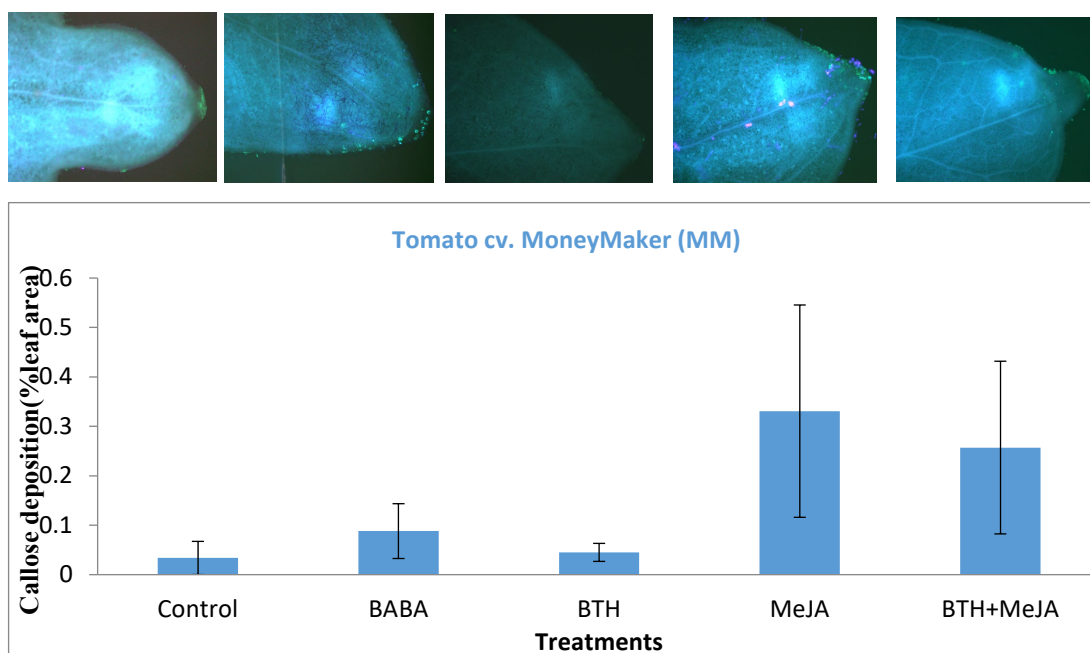 Tomato cv. MoneyMaker (MM)
Callose deposition(%leaf area)
0.6
0.5
0.4
0.3
0.2
0.1
0
Control BABA BTH MeJA BTH+MeJA
Treatments